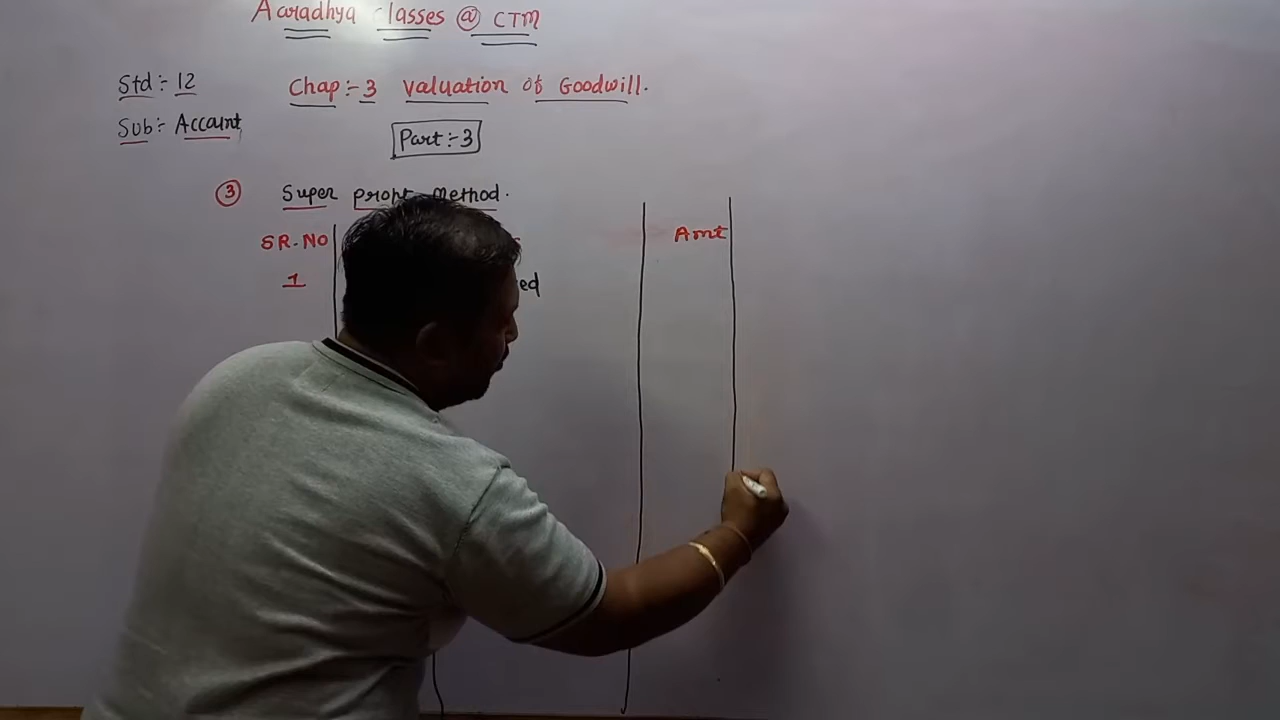 Aaradhya classes @ CTM
Std:- 12
Chap:- 3 valuation of Goodwill.
Sub:- Account
Part:-3
3 Super profit method.
SR.NO
Amt
1